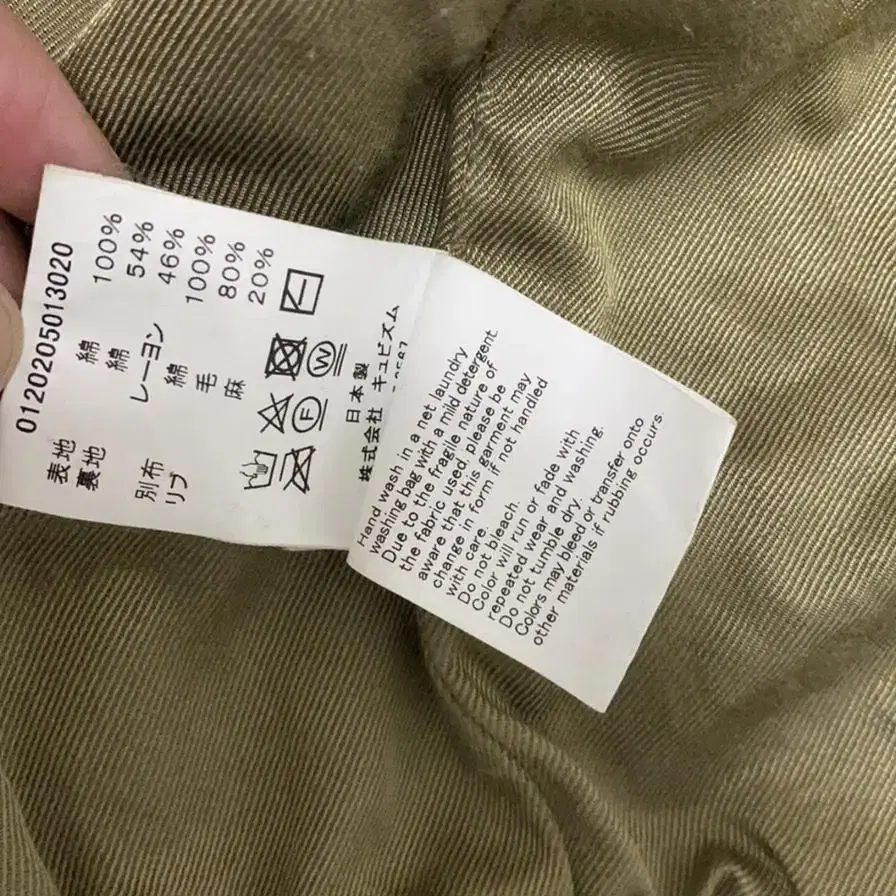 0120205013020
表地 綿 100%
裏地 綿 54%
レーヨン 46%
別布 綿 100%
リブ 毛 80%
麻 20%
F W
日本製
株式会社 キュビズム
Hand wash in a net laundry
washing bag with a mild detergent.
Due to the fragile nature of
the fabric used, please be
aware that this garment may
change in form if not handled
with care.
Do not bleach.
Color will run or fade with
repeated wear and washing.
Do not tumble dry.
Colors may bleed or transfer onto
other materials if rubbing occurs.